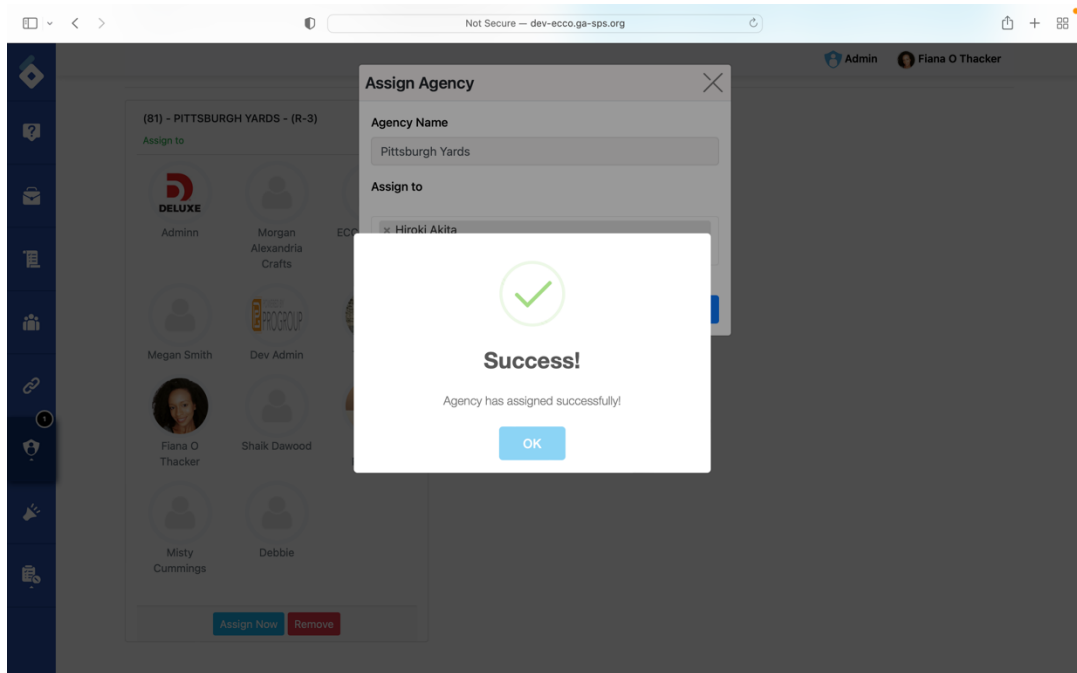 Not Secure — dev-ecco.ga-sps.org
Admin
Fiana O Thacker
Assign Agency
(81) - PITTSBURGH YARDS - (R-3)
Assign to
Agency Name
Pittsburgh Yards
Assign to
× Hiroki Akita
DELUXE
Adminn
Morgan
Alexandria
Crafts
PROGROUP
Megan Smith
Dev Admin
Success!
Agency has assigned successfully!
OK
1
Fiana O
Thacker
Shaik Dawood
Misty
Cummings
Debbie
Assign Now
Remove